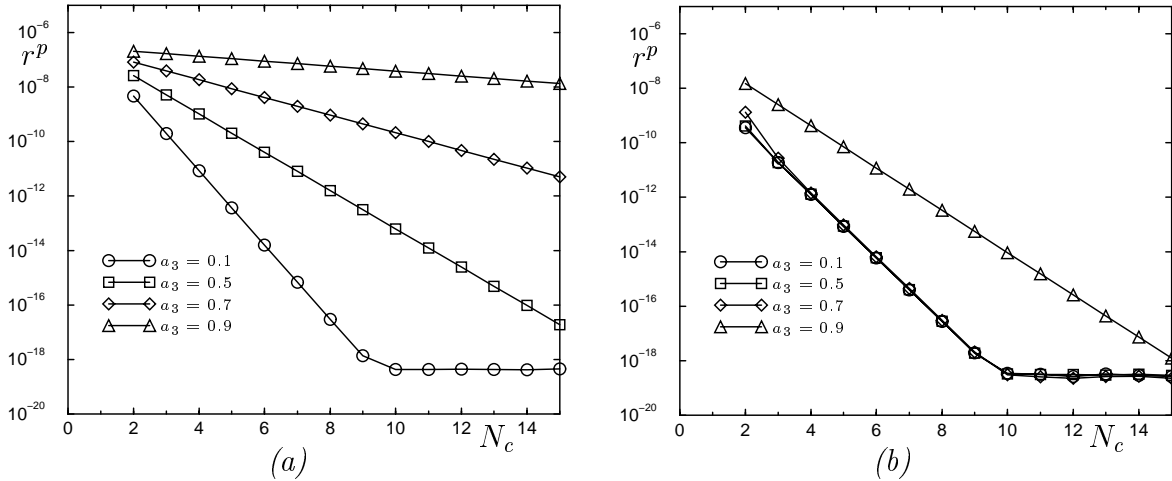 10^{-6}
r^p
10^{-8}
10^{-10}
10^{-12}
10^{-14}
10^{-16}
10^{-18}
10^{-20}
a_3 = 0.1
a_3 = 0.5
a_3 = 0.7
a_3 = 0.9
0 2 4 6 8 10 12 14
N_c
(a)
10^{-6}
r^p
10^{-8}
10^{-10}
10^{-12}
10^{-14}
10^{-16}
10^{-18}
10^{-20}
a_3 = 0.1
a_3 = 0.5
a_3 = 0.7
a_3 = 0.9
0 2 4 6 8 10 12 14
N_c
(b)